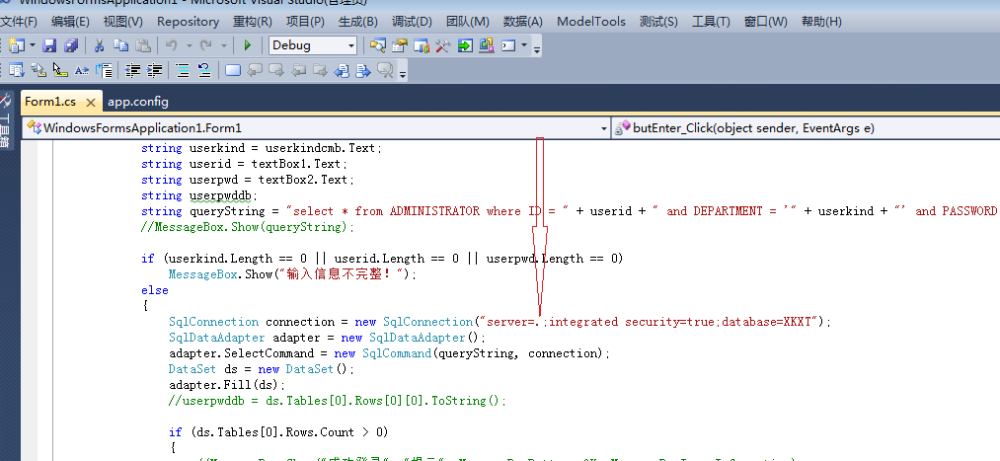 WindowsFormsApplication1 - Microsoft Visual Studio(管理员)
文件(F) 编辑(E) 视图(V) Repository 重构(R) 项目(P) 生成(B) 调试(D) 团队(M) 数据(A) ModelTools 测试(S) 工具(T) 窗口(W) 帮助(H)
Debug
Form1.cs app.config
工具箱
WindowsFormsApplication1.Form1 butEnter_Click(object sender, EventArgs e)
string userkind = userkindcmb.Text;
string userid = textBox1.Text;
string userpwd = textBox2.Text;
string userpwddb;
string queryString = "select * from ADMINISTRATOR where ID = " + userid + " and DEPARTMENT = '" + userkind + "' and PASSWORD
//MessageBox.Show(queryString);
if (userkind.Length == 0 || userid.Length == 0 || userpwd.Length == 0)
MessageBox.Show("输入信息不完整！");
else
{
SqlConnection connection = new SqlConnection("server=.;integrated security=true;database=XKXT");
SqlDataAdapter adapter = new SqlDataAdapter();
adapter.SelectCommand = new SqlCommand(queryString, connection);
DataSet ds = new DataSet();
adapter.Fill(ds);
//userpwddb = ds.Tables[0].Rows[0][0].ToString();
if (ds.Tables[0].Rows.Count > 0)
{